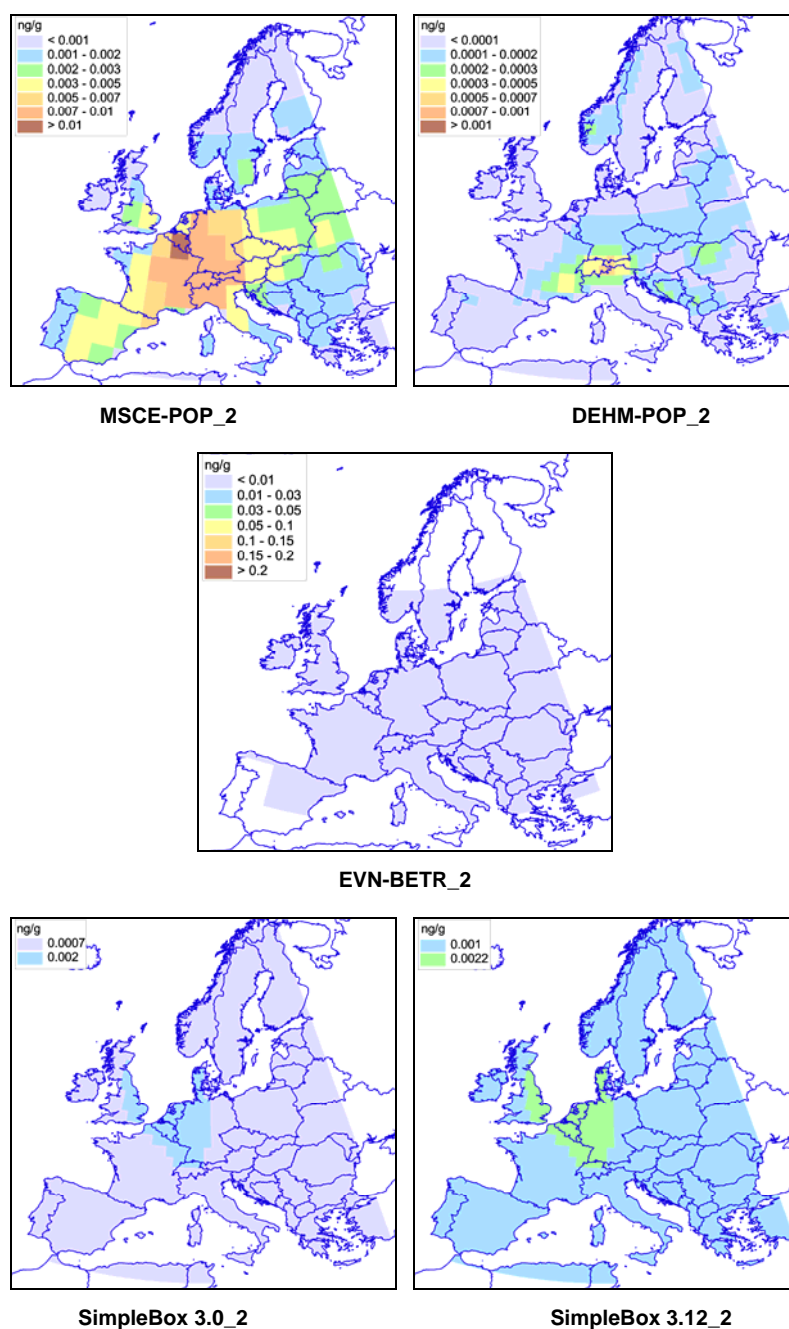 ng/g
< 0.001
0.001 - 0.002
0.002 - 0.003
0.003 - 0.005
0.005 - 0.007
0.007 - 0.01
> 0.01
MSCE-POP_2
ng/g
< 0.0001
0.0001 - 0.0002
0.0002 - 0.0003
0.0003 - 0.0005
0.0005 - 0.0007
0.0007 - 0.001
> 0.001
DEHM-POP_2
ng/g
< 0.01
0.01 - 0.03
0.03 - 0.05
0.05 - 0.1
0.1 - 0.15
0.15 - 0.2
> 0.2
EVN-BETR_2
ng/g
0.0007
0.002
SimpleBox 3.0_2
ng/g
0.001
0.0022
SimpleBox 3.12_2